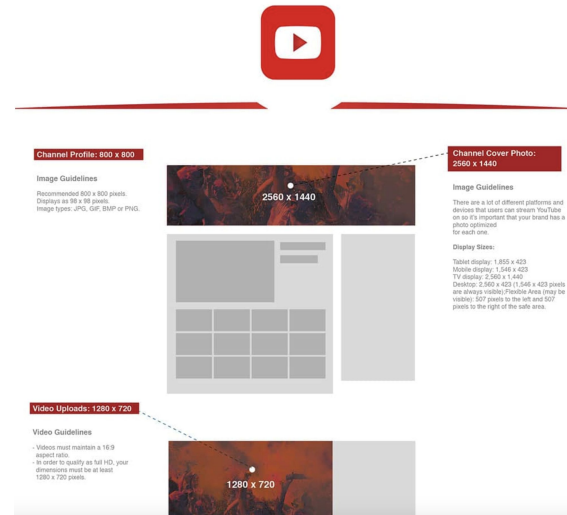 Channel Profile: 800 x 800
Image Guidelines
Recommended 800 x 800 pixels.
Displays as 98 x 98 pixels.
Image types: JPG, GIF, BMP or PNG.
Channel Cover Photo:
2560 x 1440
2560 x 1440
Image Guidelines
There are a lot of different platforms and
devices that users can stream YouTube
on so it's important that your brand has a
photo optimized
for each one.
Display Sizes:
Tablet display: 1,855 x 423
Mobile display: 1,546 x 423
TV display: 2,560 x 1,440
Desktop: 2,560 x 423 (1,546 x 423 pixels
are always visible);Flexible Area (may be
visible): 507 pixels to the left and 507
pixels to the right of the safe area.
Video Uploads: 1280 x 720
Video Guidelines
- Videos must maintain a 16:9
aspect ratio.
- In order to qualify as full HD, your
dimensions must be at least
1280 x 720 pixels.
1280 x 720